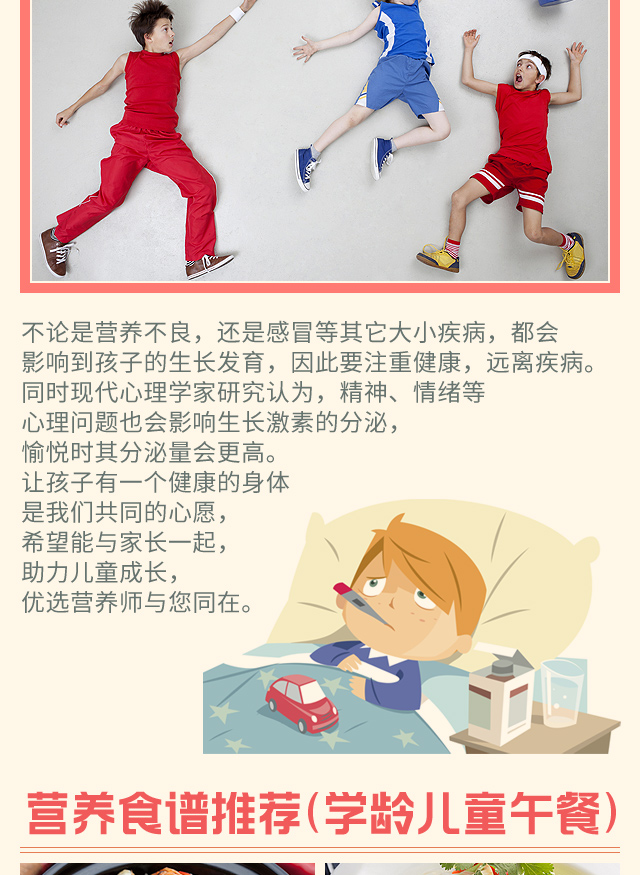 不论是营养不良，还是感冒等其它大小疾病，都会
影响到孩子的生长发育，因此要注重健康，远离疾病。
同时现代心理学家研究认为，精神、情绪等
心理问题也会影响生长激素的分泌，
愉悦时其分泌量会更高。
让孩子有一个健康的身体
是我们共同的心愿，
希望能与家长一起，
助力儿童成长，
优选营养师与您同在。
营养食谱推荐(学龄儿童午餐)